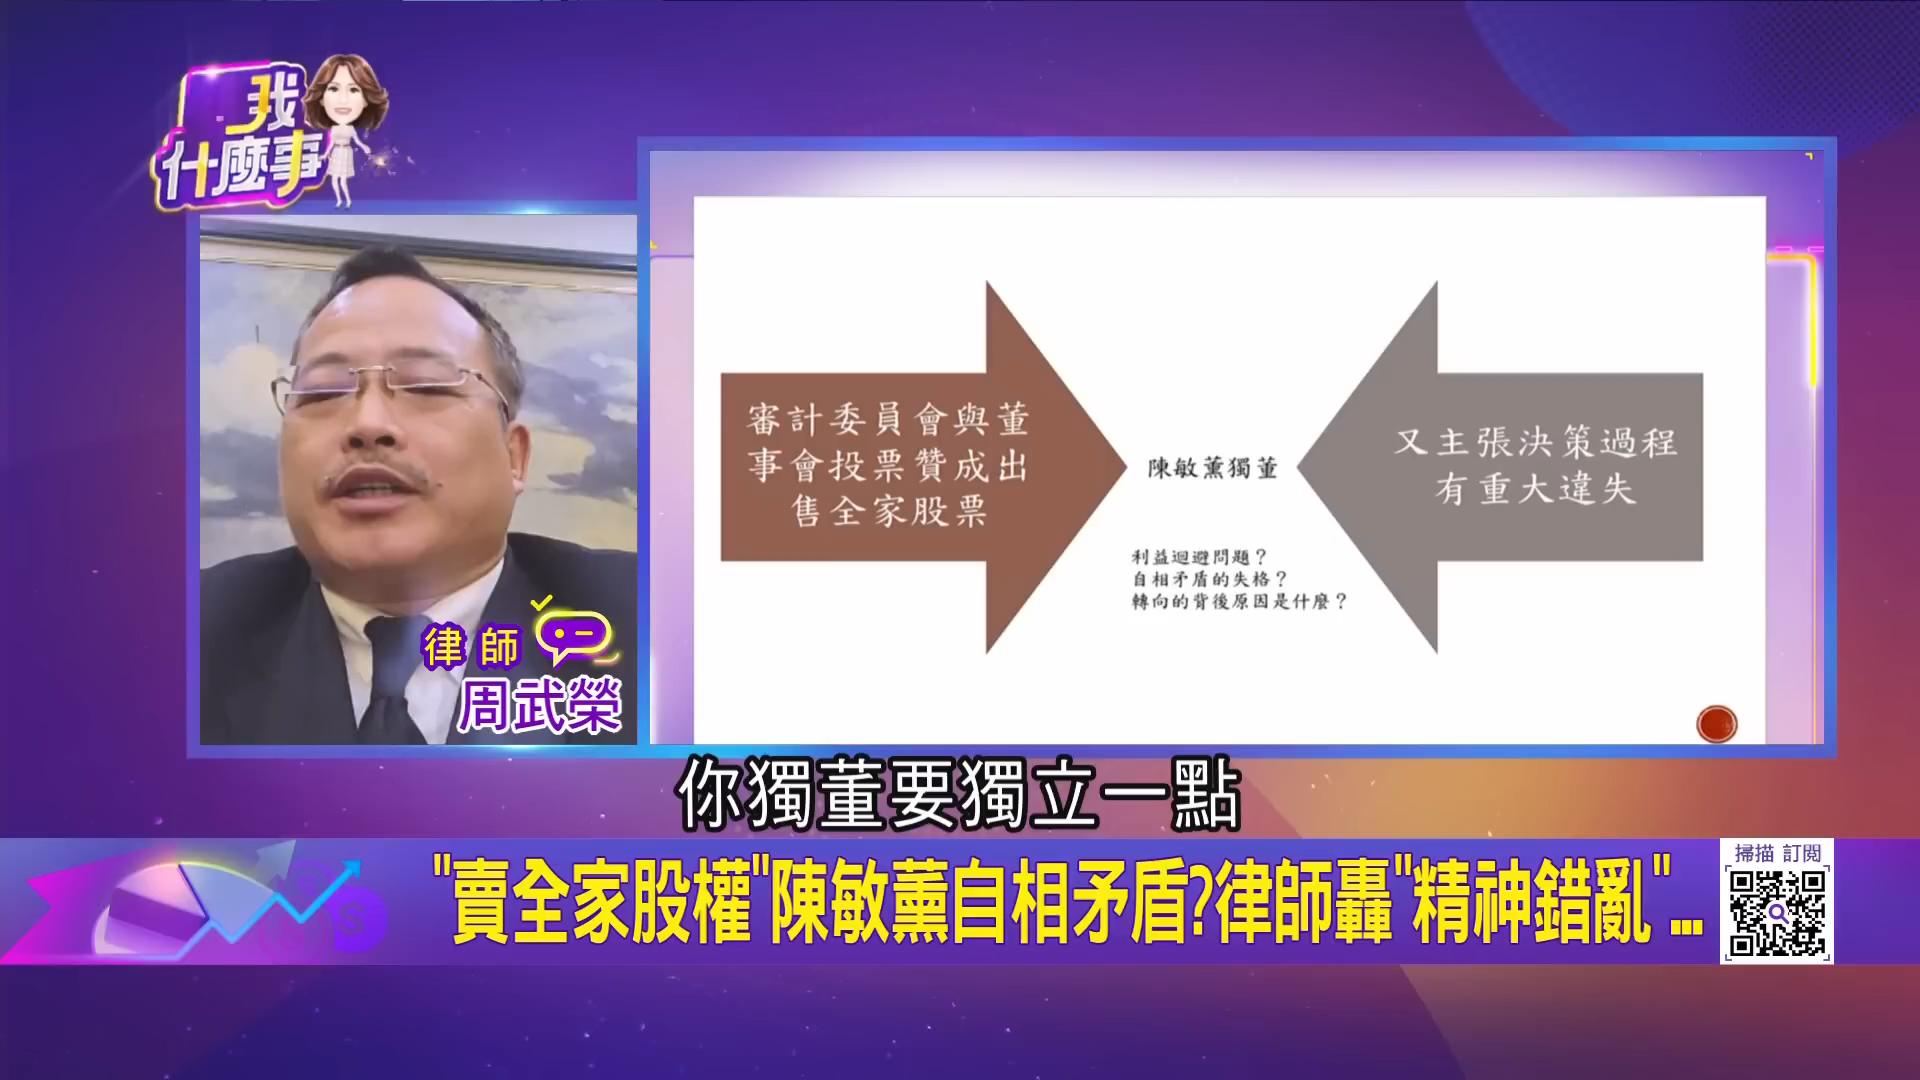 我
什麼事
審計委員會與董
事會投票贊成出
售全家股票
陳敏薰獨董
又主張決策過程
有重大違失
利益迴避問題？
自相矛盾的失格？
轉向的背後原因是什麼？
律師
周武榮
你獨董要獨立一點
"賣全家股權"陳敏薰自相矛盾?律師轟"精神錯亂"...
掃描 訂閱